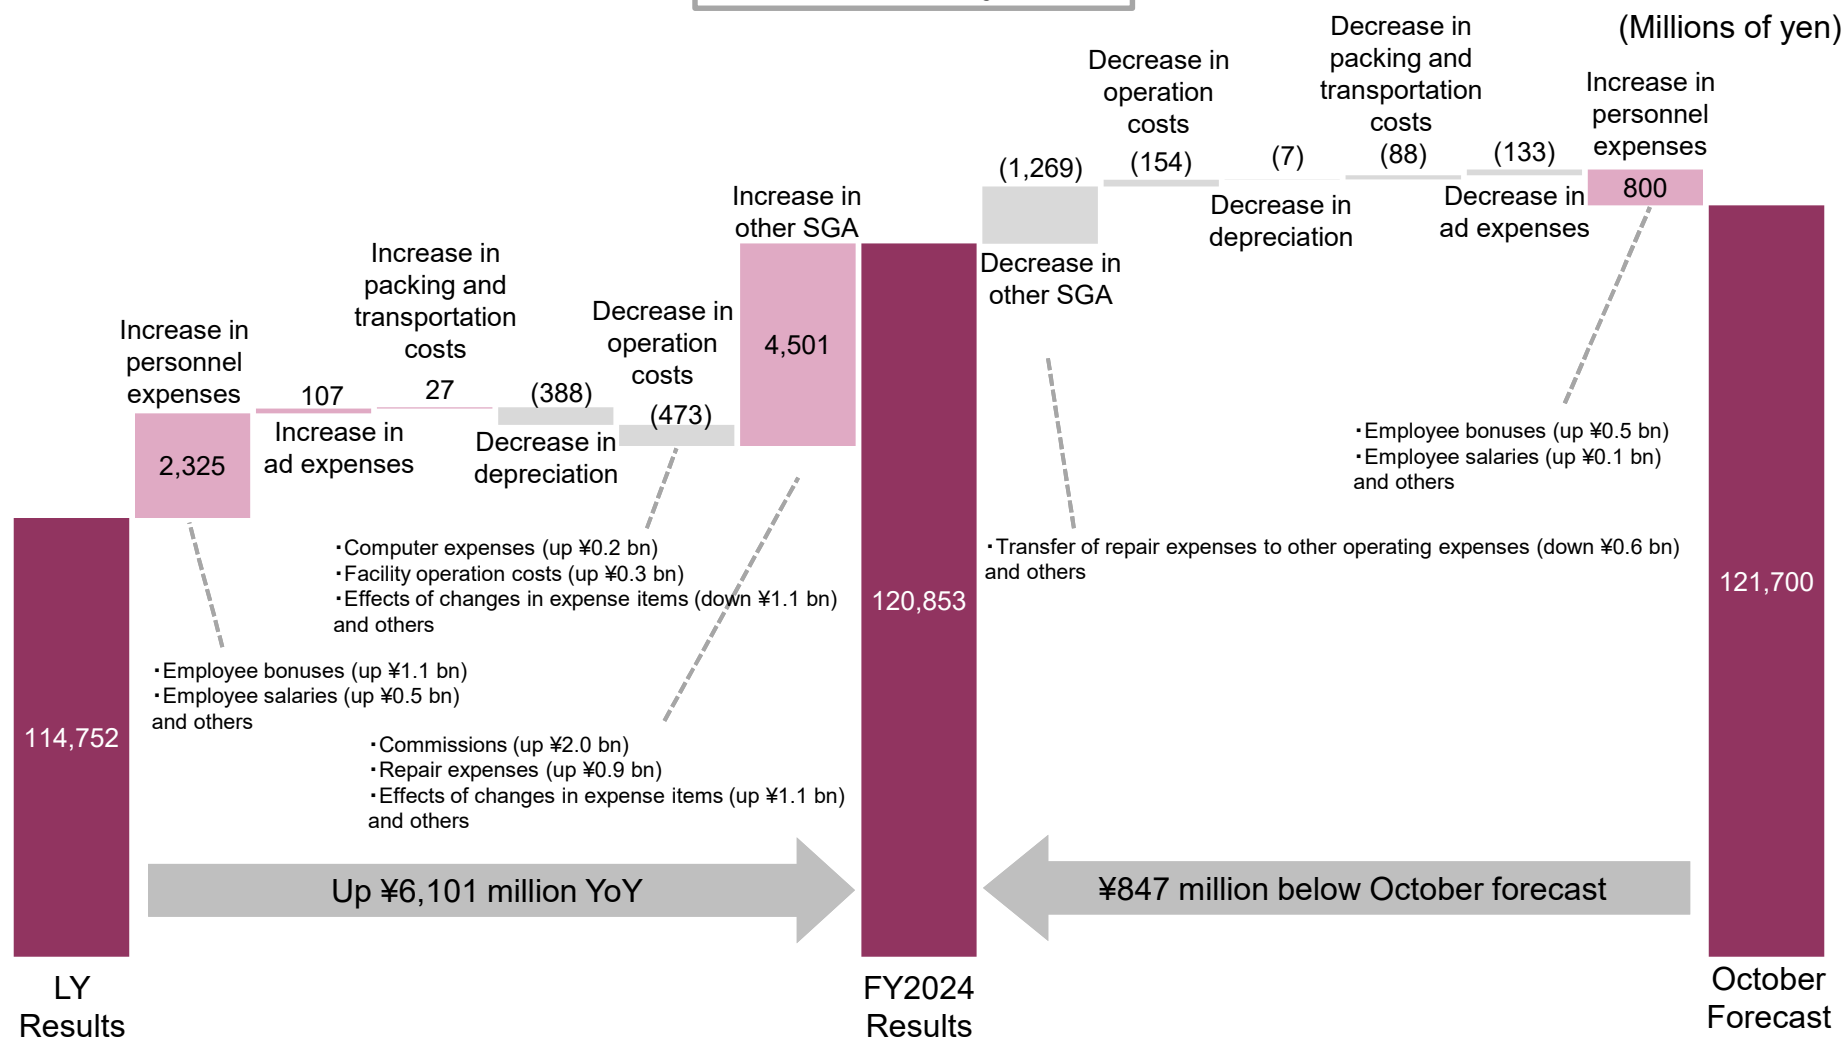 (Millions of yen)
Increase in
personnel
expenses
2,325
107
Increase in
ad expenses
Increase in
packing and
transportation
costs
27
(388)
Decrease in
depreciation
Decrease in
operation
costs
(473)
Increase in
other SGA
4,501
(1,269)
Decrease in
other SGA
Decrease in
operation
costs
(154)
(7)
Decrease in
depreciation
Decrease in
packing and
transportation
costs
(88)
(133)
Decrease in
ad expenses
Increase in
personnel
expenses
800
・Employee bonuses (up ¥0.5 bn)
・Employee salaries (up ¥0.1 bn)
and others
・Computer expenses (up ¥0.2 bn)
・Facility operation costs (up ¥0.3 bn)
・Effects of changes in expense items (down ¥1.1 bn)
and others
・Transfer of repair expenses to other operating expenses (down ¥0.6 bn)
and others
・Employee bonuses (up ¥1.1 bn)
・Employee salaries (up ¥0.5 bn)
and others
・Commissions (up ¥2.0 bn)
・Repair expenses (up ¥0.9 bn)
・Effects of changes in expense items (up ¥1.1 bn)
and others
114,752
120,853
121,700
Up ¥6,101 million YoY
¥847 million below October forecast
LY
Results
FY2024
Results
October
Forecast